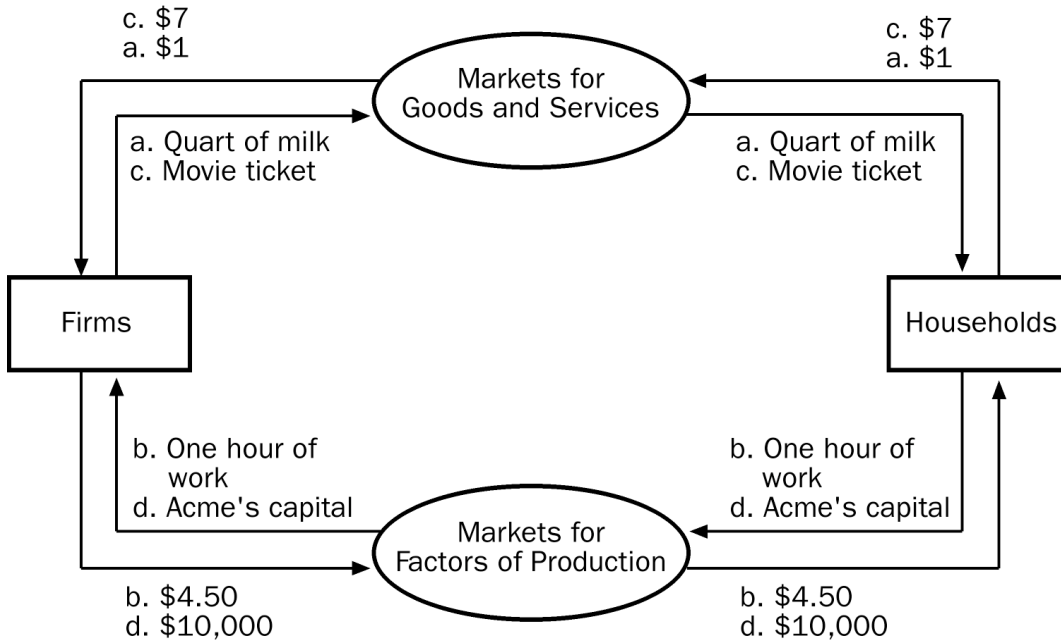 c. $7
a. $1
c. $7
a. $1
Markets for
Goods and Services
a. Quart of milk
c. Movie ticket
a. Quart of milk
c. Movie ticket
Firms
Households
b. One hour of
work
d. Acme's capital
b. One hour of
work
d. Acme's capital
Markets for
Factors of Production
b. $4.50
d. $10,000
b. $4.50
d. $10,000